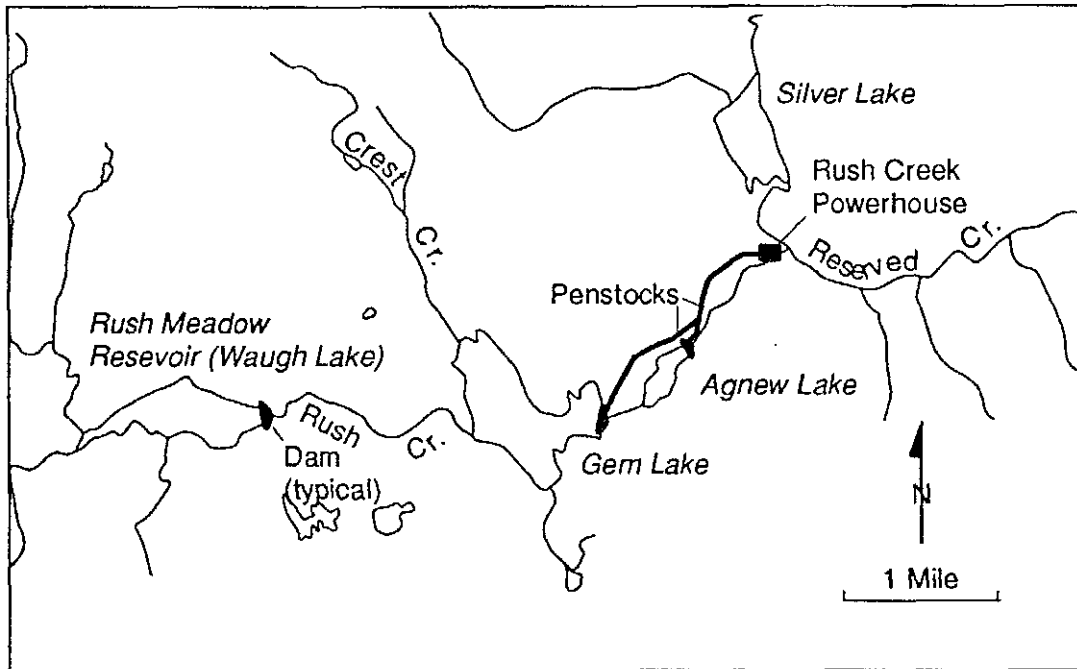 Silver Lake
Rush Creek
Powerhouse
Crest
Cr.
Reserved Cr.
Penstocks
Rush Meadow
Resevoir (Waugh Lake)
Agnew Lake
Rush Cr.
Gem Lake
Dam
(typical)
N
1 Mile